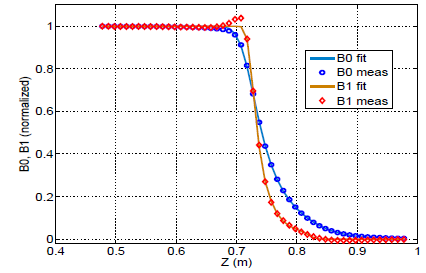 1
0.8
0.6
0.4
0.2
0
B0, B1 (normalized)
B0 fit
B0 meas
B1 fit
B1 meas
0.4 0.5 0.6 0.7 0.8 0.9 1
Z (m)